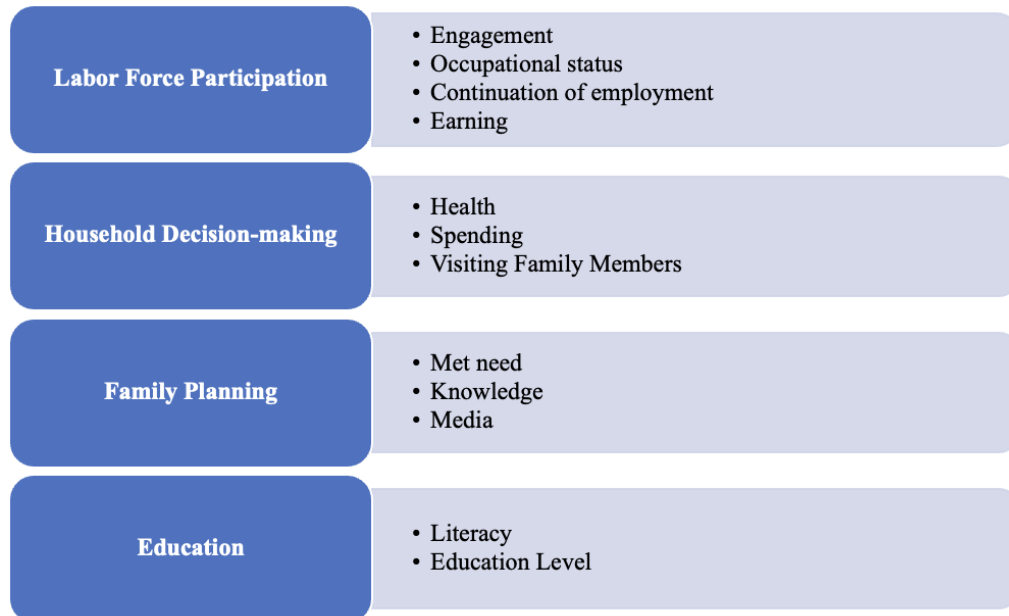 Labor Force Participation
• Engagement
• Occupational status
• Continuation of employment
• Earning
Household Decision-making
• Health
• Spending
• Visiting Family Members
Family Planning
• Met need
• Knowledge
• Media
Education
• Literacy
• Education Level